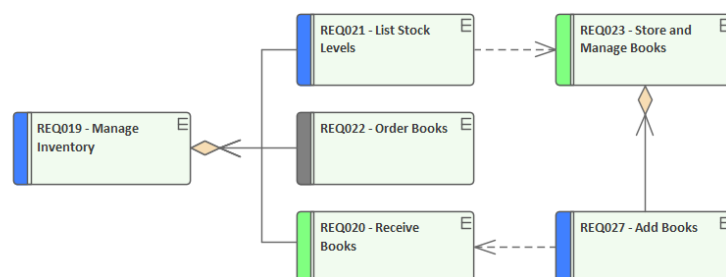 REQ021 - List Stock
Levels
E
REQ023 - Store and
Manage Books
E
REQ019 - Manage
Inventory
E
REQ022 - Order Books
E
REQ020 - Receive
Books
E
REQ027 - Add Books
E